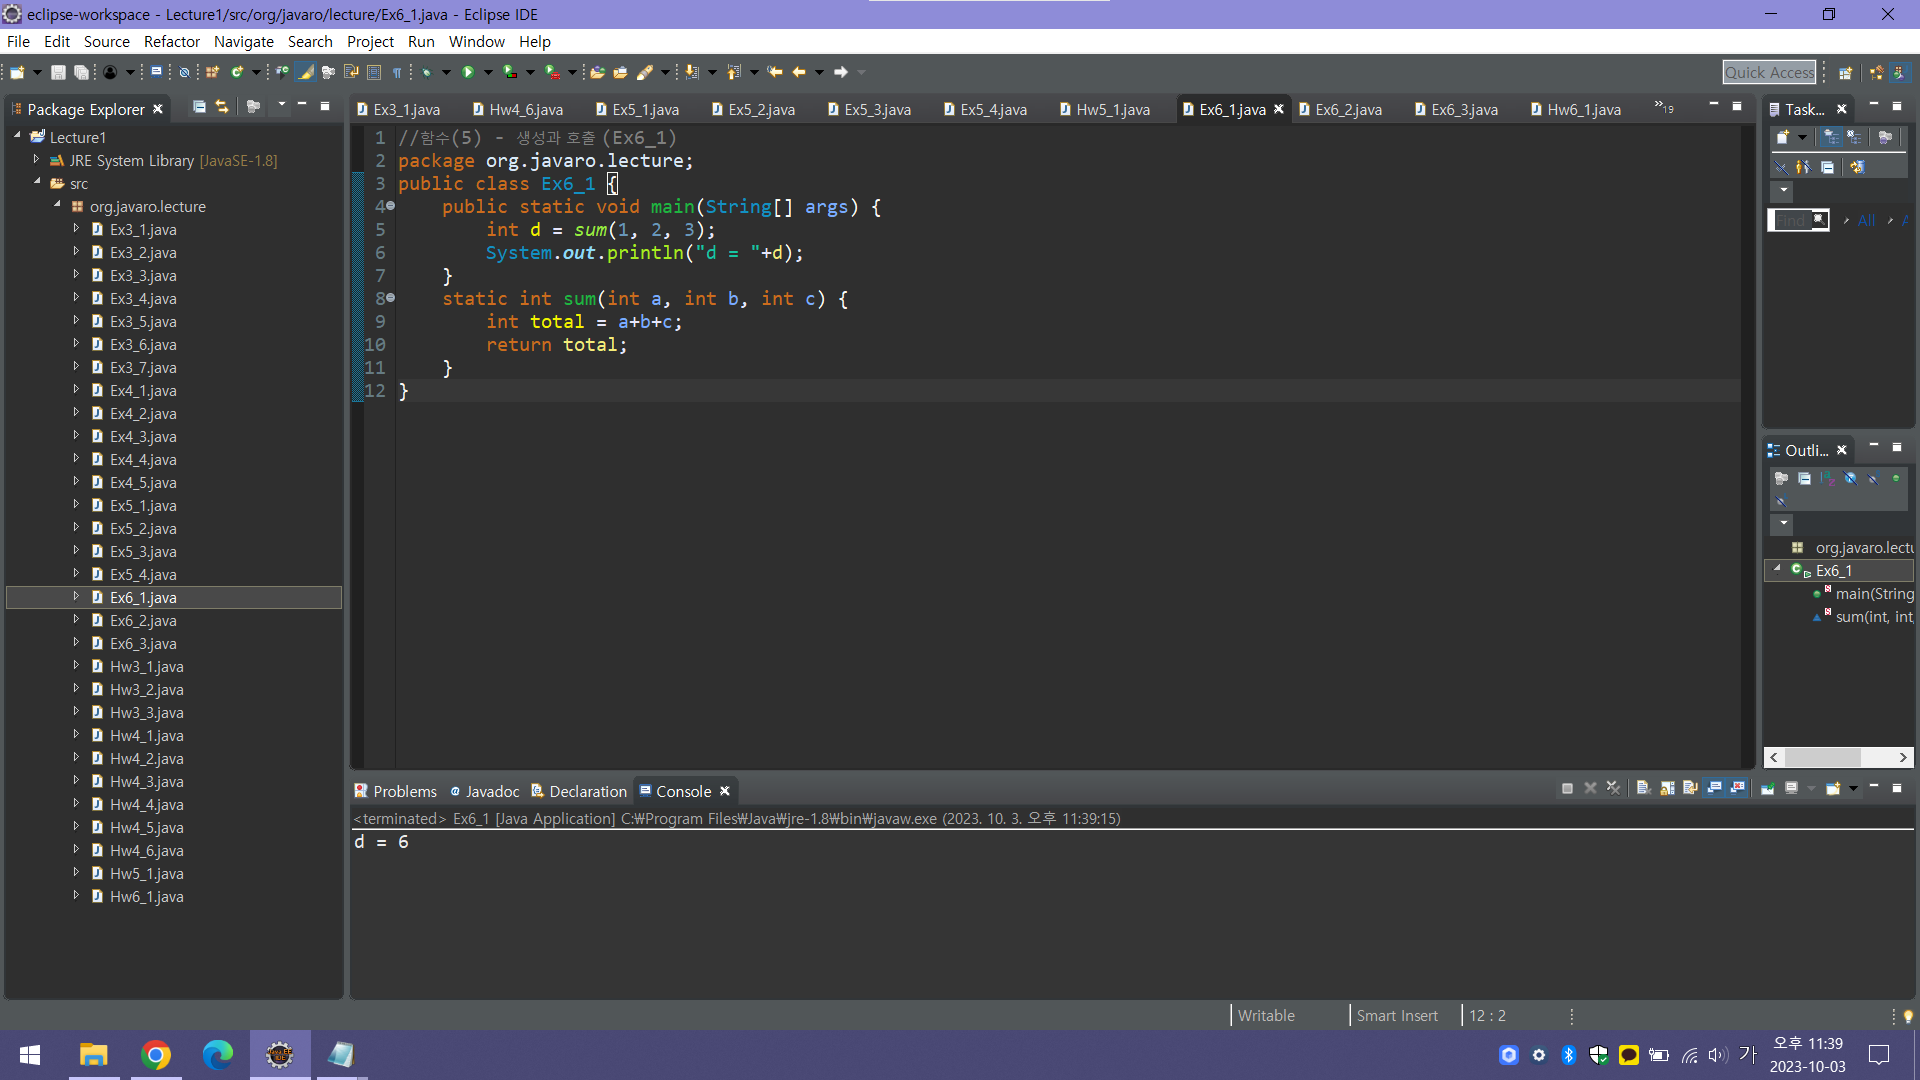 eclipse-workspace - Lecture1/src/org/javaro/lecture/Ex6_1.java - Eclipse IDE
File Edit Source Refactor Navigate Search Project Run Window Help
Quick Access
Package Explorer
Lecture1
JRE System Library [JavaSE-1.8]
src
org.javaro.lecture
Ex3_1.java
Ex3_2.java
Ex3_3.java
Ex3_4.java
Ex3_5.java
Ex3_6.java
Ex3_7.java
Ex4_1.java
Ex4_2.java
Ex4_3.java
Ex4_4.java
Ex4_5.java
Ex5_1.java
Ex5_2.java
Ex5_3.java
Ex5_4.java
Ex6_1.java
Ex6_2.java
Ex6_3.java
Hw3_1.java
Hw3_2.java
Hw3_3.java
Hw4_1.java
Hw4_2.java
Hw4_3.java
Hw4_4.java
Hw4_5.java
Hw4_6.java
Hw5_1.java
Hw6_1.java
Ex3_1.java Hw4_6.java Ex5_1.java Ex5_2.java Ex5_3.java Ex5_4.java Hw5_1.java Ex6_1.java Ex6_2.java Ex6_3.java Hw6_1.java »19
1 //함수(5) - 생성과 호출 (Ex6_1)
2 package org.javaro.lecture;
3 public class Ex6_1 {
4 public static void main(String[] args) {
5 int d = sum(1, 2, 3);
6 System.out.println("d = "+d);
7 }
8 static int sum(int a, int b, int c) {
9 int total = a+b+c;
10 return total;
11 }
12 }
Task...
Find All A
Outli...
org.javaro.lectu
Ex6_1
main(String
sum(int, int,
Problems Javadoc Declaration Console
<terminated> Ex6_1 [Java Application] C:₩Program Files₩Java₩jre-1.8₩bin₩javaw.exe (2023. 10. 3. 오후 11:39:15)
d = 6
Writable Smart Insert 12 : 2
가
오후 11:39
2023-10-03